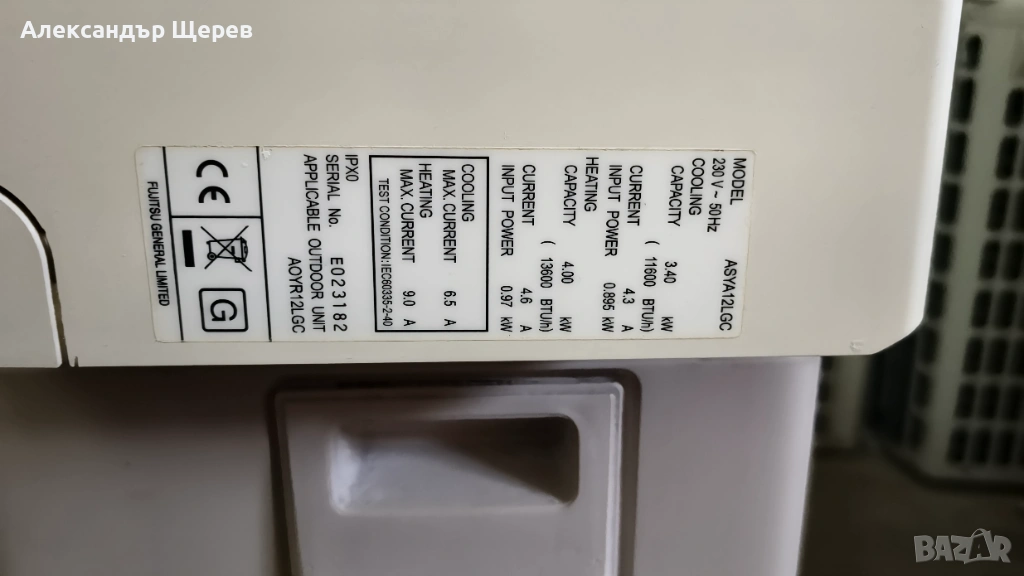 Александър Щерев
MODEL ASYA12LGC
230 V ~ 50Hz
COOLING
CAPACITY 3.40 kW
( 11600 BTU/h)
CURRENT 4.3 A
INPUT POWER 0.895 kW
HEATING
CAPACITY 4.00 kW
( 13600 BTU/h)
CURRENT 4.6 A
INPUT POWER 0.97 kW
COOLING
MAX. CURRENT 6.5 A
HEATING
MAX. CURRENT 9.0 A
TEST CONDITION:IEC60335-2-40
IPX0
SERIAL No. E023182
APPLICABLE OUTDOOR UNIT
AOYR12LGC
CE
G
FUJITSU GENERAL LIMITED
BAZAR